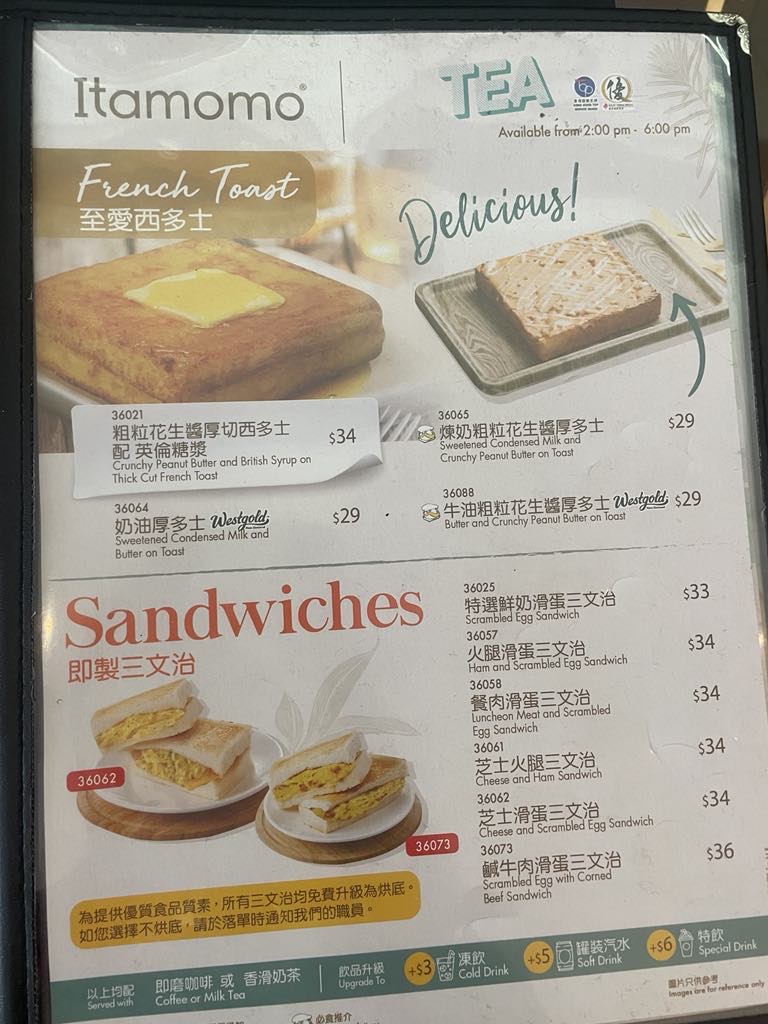 Itamomo®
TEA
Available from 2:00 pm - 6:00 pm
French Toast
至愛西多士
Delicious!
36021
粗粒花生醬厚切西多士
配 英倫糖漿
$34
Crunchy Peanut Butter and British Syrup on
Thick Cut French Toast
36065
煉奶粗粒花生醬厚多士
$29
Sweetened Condensed Milk and
Crunchy Peanut Butter on Toast
36064
奶油厚多士 Westgold
$29
Sweetened Condensed Milk and
Butter on Toast
36088
牛油粗粒花生醬厚多士 Westgold
$29
Butter and Crunchy Peanut Butter on Toast
Sandwiches
即製三文治
36062
36073
36025
特選鮮奶滑蛋三文治
$33
Scrambled Egg Sandwich
36057
火腿滑蛋三文治
$34
Ham and Scrambled Egg Sandwich
36058
餐肉滑蛋三文治
$34
Luncheon Meat and Scrambled
Egg Sandwich
36061
芝士火腿三文治
$34
Cheese and Ham Sandwich
36062
芝士滑蛋三文治
$34
Cheese and Scrambled Egg Sandwich
36073
鹹牛肉滑蛋三文治
$36
Scrambled Egg with Corned
Beef Sandwich
為提供優質食品質素，所有三文治均免費升級為烘底。
如您選擇不烘底，請於落單時通知我們的職員。
以上均配
Served with
即磨咖啡 或 香滑奶茶
Coffee or Milk Tea
飲品升級
Upgrade To
+$3
凍飲
Cold Drink
+$5
罐裝汽水
Soft Drink
+$6
特飲
Special Drink
圖片只供參考
Images are for reference only
必食推介